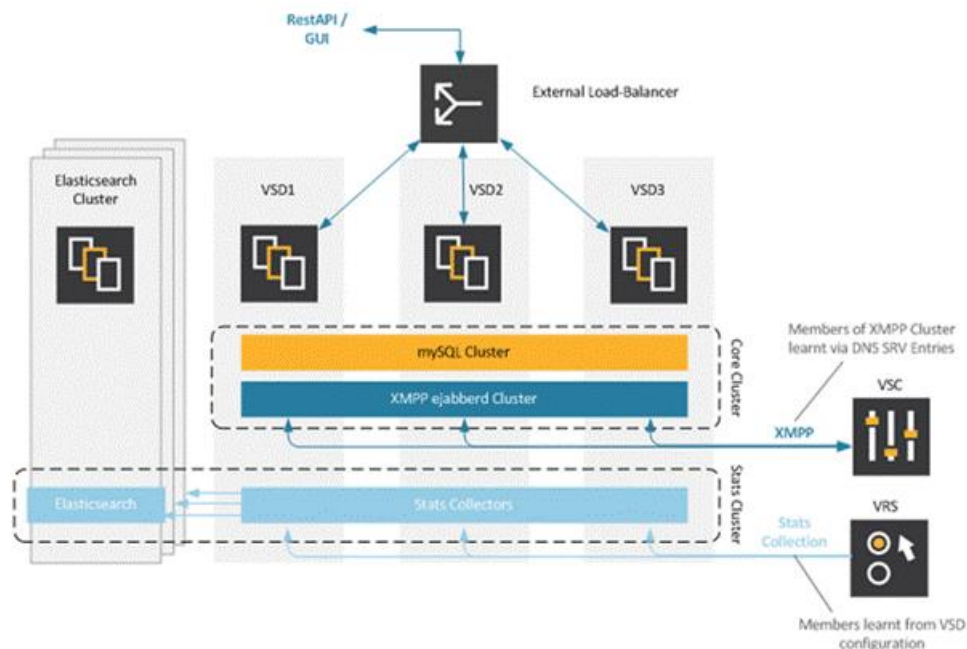 RestAPI /
GUI
External Load-Balancer
Elasticsearch
Cluster
VSD1
VSD2
VSD3
mySQL Cluster
XMPP ejabberd Cluster
Core Cluster
Members of XMPP Cluster
learnt via DNS SRV Entries
VSC
XMPP
Elasticsearch
Stats Collectors
Stats Cluster
VRS
Stats
Collection
Members learnt from VSD
configuration